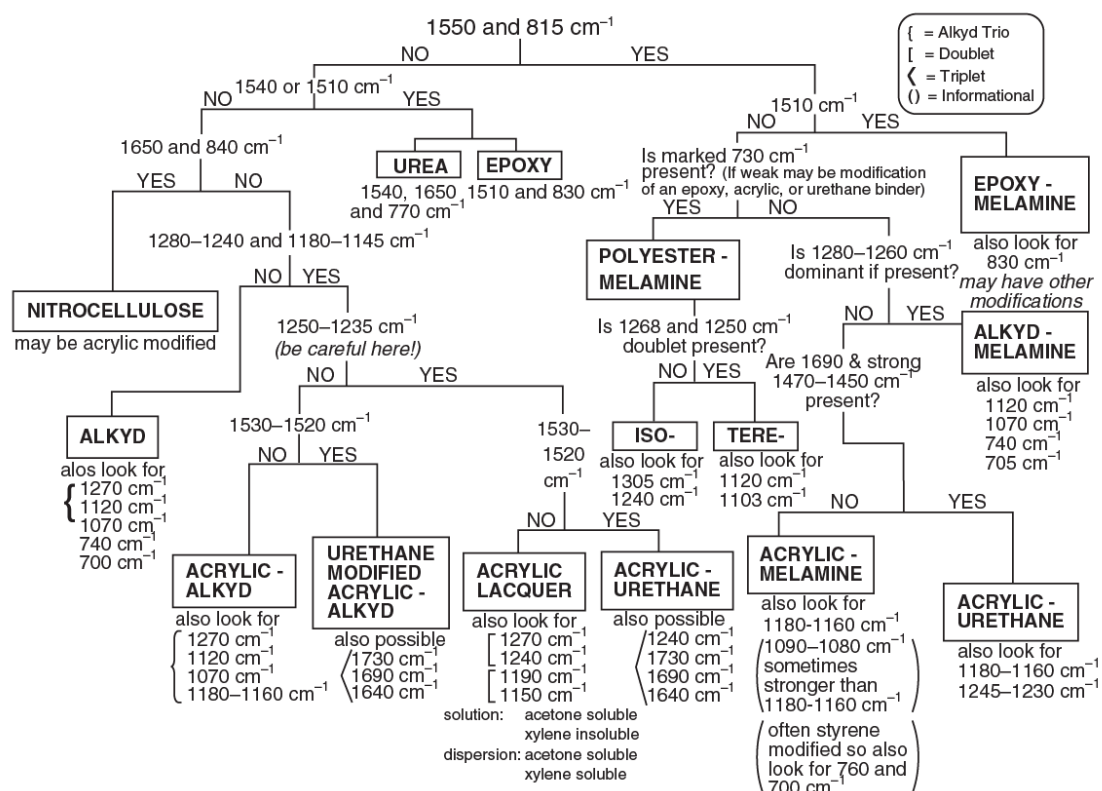 1550 and 815 cm⁻¹
NO
YES
{ = Alkyd Trio
[ = Doublet
⟨ = Triplet
( ) = Informational
1540 or 1510 cm⁻¹
NO
YES
1510 cm⁻¹
NO
YES
1650 and 840 cm⁻¹
YES
NO
UREA
1540, 1650
and 770 cm⁻¹
EPOXY
1510 and 830 cm⁻¹
Is marked 730 cm⁻¹
present? (If weak may be modification
of an epoxy, acrylic, or urethane binder)
YES
NO
EPOXY -
MELAMINE
also look for
830 cm⁻¹
may have other
modifications
NITROCELLULOSE
may be acrylic modified
1280–1240 and 1180–1145 cm⁻¹
NO
YES
POLYESTER -
MELAMINE
Is 1280–1260 cm⁻¹
dominant if present?
NO
YES
1250–1235 cm⁻¹
(be careful here!)
NO
YES
Is 1268 and 1250 cm⁻¹
doublet present?
NO
YES
Are 1690 & strong
1470–1450 cm⁻¹
present?
ALKYD -
MELAMINE
also look for
1120 cm⁻¹
1070 cm⁻¹
740 cm⁻¹
705 cm⁻¹
ALKYD
alos look for
{ 1270 cm⁻¹
1120 cm⁻¹
1070 cm⁻¹
740 cm⁻¹
700 cm⁻¹
1530–1520 cm⁻¹
NO
YES
1530–
1520
cm⁻¹
NO
YES
ISO-
also look for
1305 cm⁻¹
1240 cm⁻¹
TERE-
also look for
1120 cm⁻¹
1103 cm⁻¹
NO
YES
ACRYLIC -
ALKYD
also look for
{ 1270 cm⁻¹
1120 cm⁻¹
1070 cm⁻¹
1180–1160 cm⁻¹
URETHANE
MODIFIED
ACRYLIC -
ALKYD
also possible
⟨ 1730 cm⁻¹
1690 cm⁻¹
1640 cm⁻¹
ACRYLIC
LACQUER
also look for
[ 1270 cm⁻¹
1240 cm⁻¹
[ 1190 cm⁻¹
1150 cm⁻¹
solution: acetone soluble
xylene insoluble
dispersion: acetone soluble
xylene soluble
ACRYLIC -
URETHANE
also possible
⟨ 1240 cm⁻¹
1730 cm⁻¹
1690 cm⁻¹
1640 cm⁻¹
ACRYLIC -
MELAMINE
also look for
1180-1160 cm⁻¹
(1090–1080 cm⁻¹
sometimes
stronger than
1180-1160 cm⁻¹)
(often styrene
modified so also
look for 760 and
700 cm⁻¹)
ACRYLIC -
URETHANE
also look for
1180–1160 cm⁻¹
1245–1230 cm⁻¹